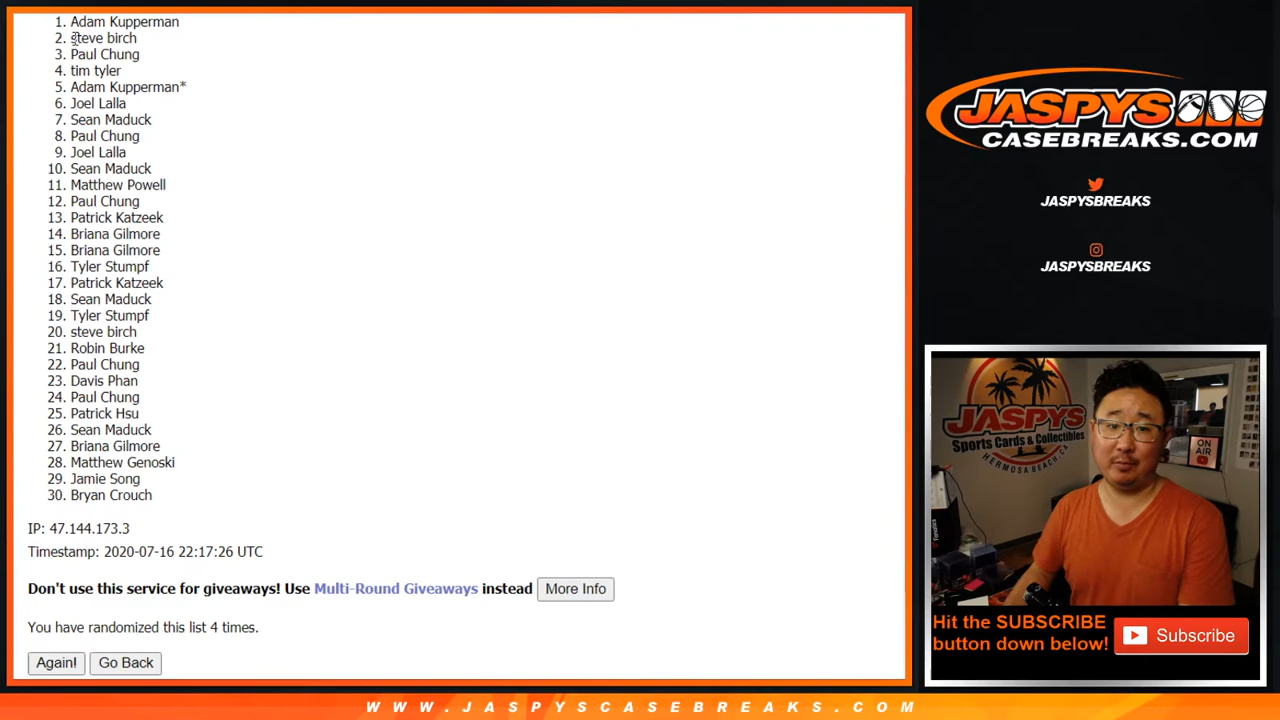 1. Adam Kupperman
2. steve birch
3. Paul Chung
4. tim tyler
5. Adam Kupperman*
6. Joel Lalla
7. Sean Maduck
8. Paul Chung
9. Joel Lalla
10. Sean Maduck
11. Matthew Powell
12. Paul Chung
13. Patrick Katzeek
14. Briana Gilmore
15. Briana Gilmore
16. Tyler Stumpf
17. Patrick Katzeek
18. Sean Maduck
19. Tyler Stumpf
20. steve birch
21. Robin Burke
22. Paul Chung
23. Davis Phan
24. Paul Chung
25. Patrick Hsu
26. Sean Maduck
27. Briana Gilmore
28. Matthew Genoski
29. Jamie Song
30. Bryan Crouch
IP: 47.144.173.3
Timestamp: 2020-07-16 22:17:26 UTC
Don't use this service for giveaways! Use Multi-Round Giveaways instead More Info
You have randomized this list 4 times.
Again! Go Back
JASPYS
CASEBREAKS.COM
JASPYSBREAKS
JASPYSBREAKS
JASPYS
Sports Cards & Collectibles
HERMOSA BEACH, CA
ON AIR
Hit the SUBSCRIBE
button down below!
Subscribe
WWW.JASPYSCASEBREAKS.COM